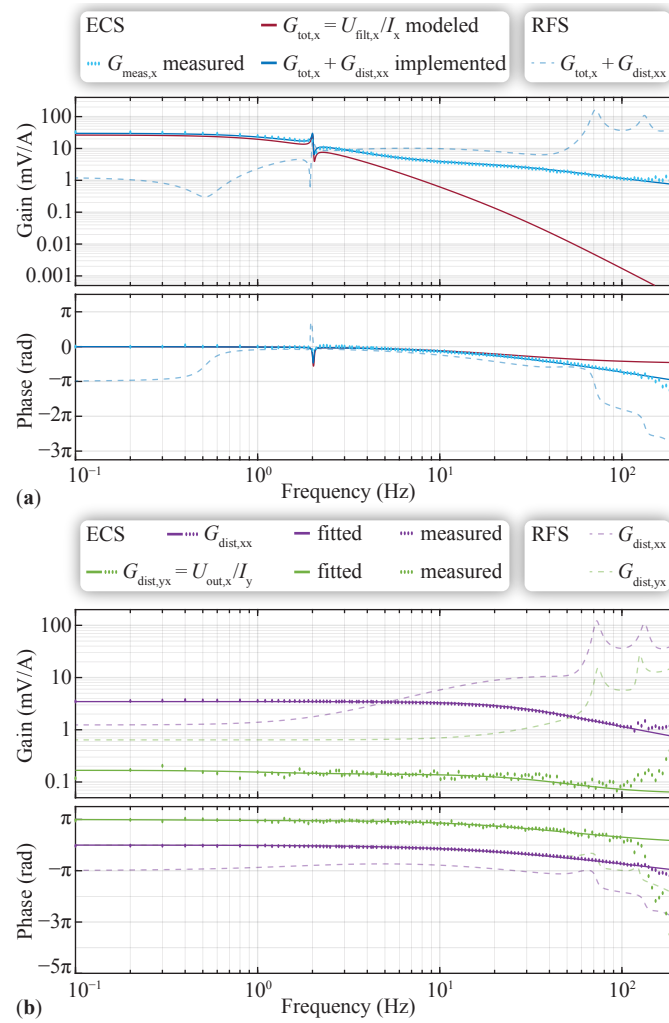 ECS G_tot,x = U_filt,x/I_x modeled RFS
G_meas,x measured G_tot,x + G_dist,xx implemented G_tot,x + G_dist,xx
100
10
1
0.1
0.01
0.001
Gain (mV/A)
π
0
−π
−2π
−3π
Phase (rad)
10^−1 10^0 10^1 10^2
Frequency (Hz)
(a)
ECS G_dist,xx fitted measured RFS G_dist,xx
G_dist,yx = U_out,x/I_y fitted measured G_dist,yx
100
10
1
0.1
Gain (mV/A)
π
−π
−3π
−5π
Phase (rad)
10^−1 10^0 10^1 10^2
Frequency (Hz)
(b)